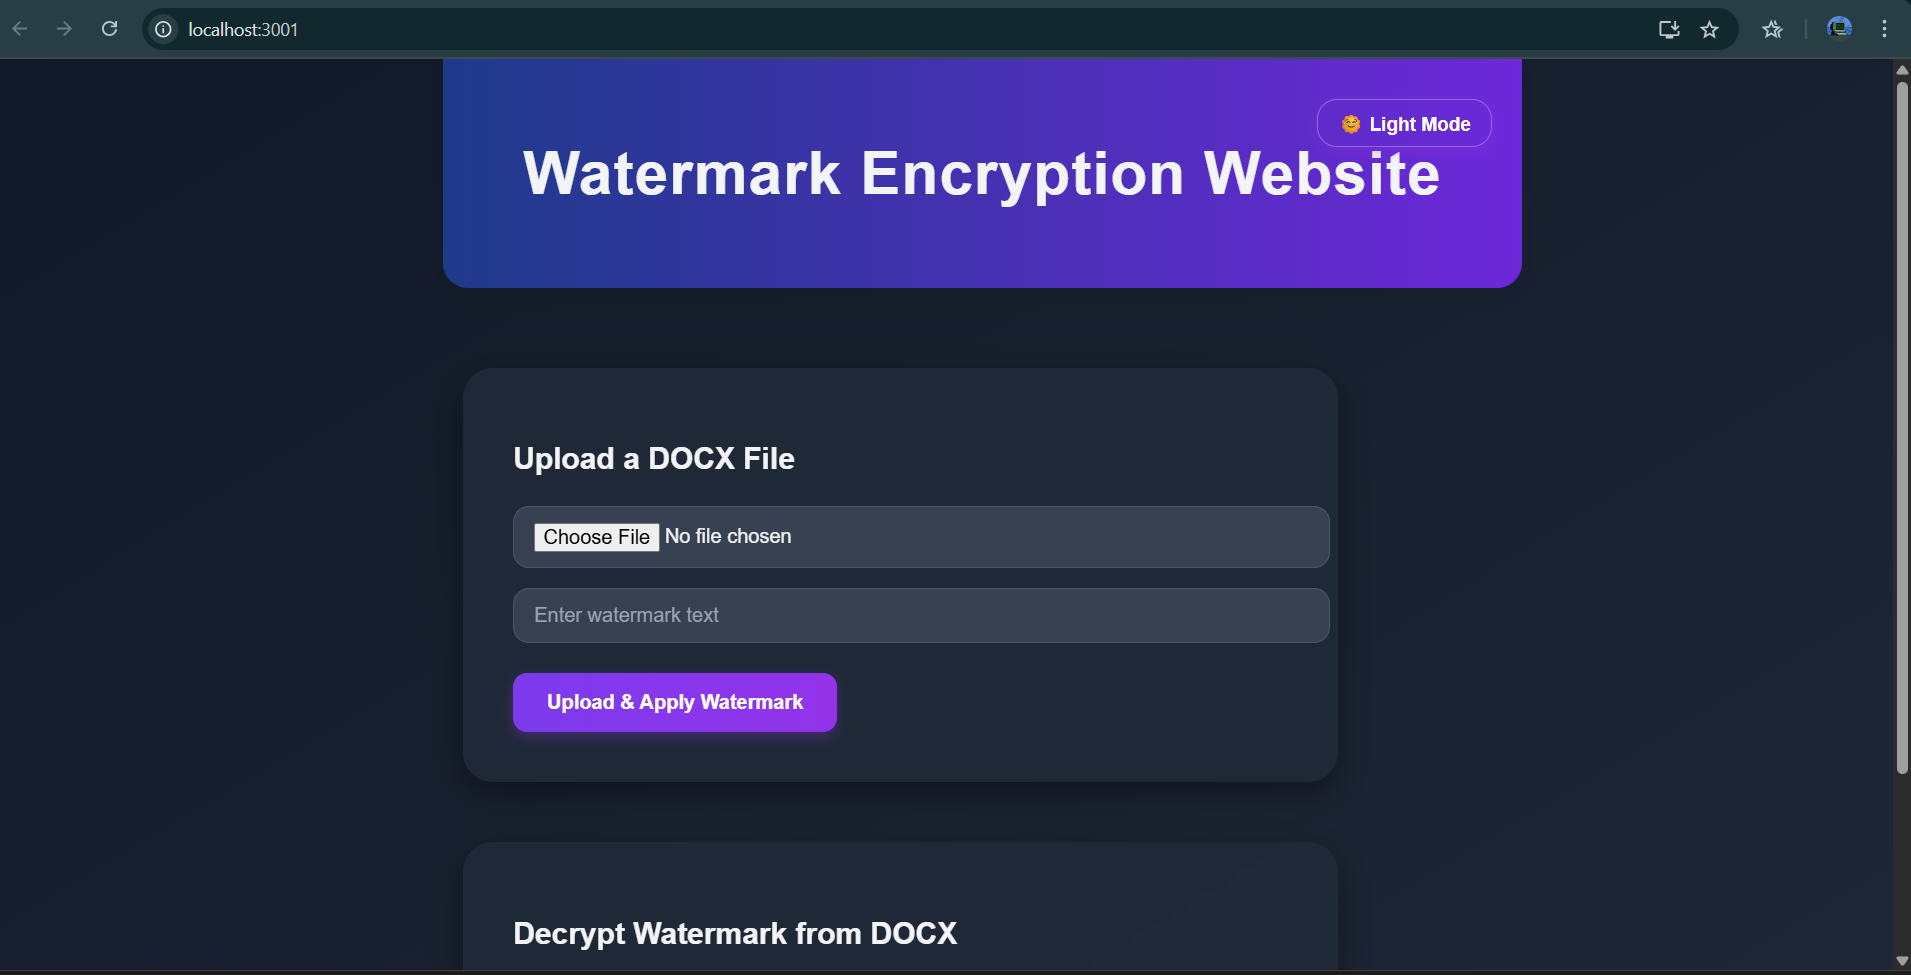 localhost:3001
Light Mode
Watermark Encryption Website
Upload a DOCX File
Choose File No file chosen
Enter watermark text
Upload & Apply Watermark
Decrypt Watermark from DOCX